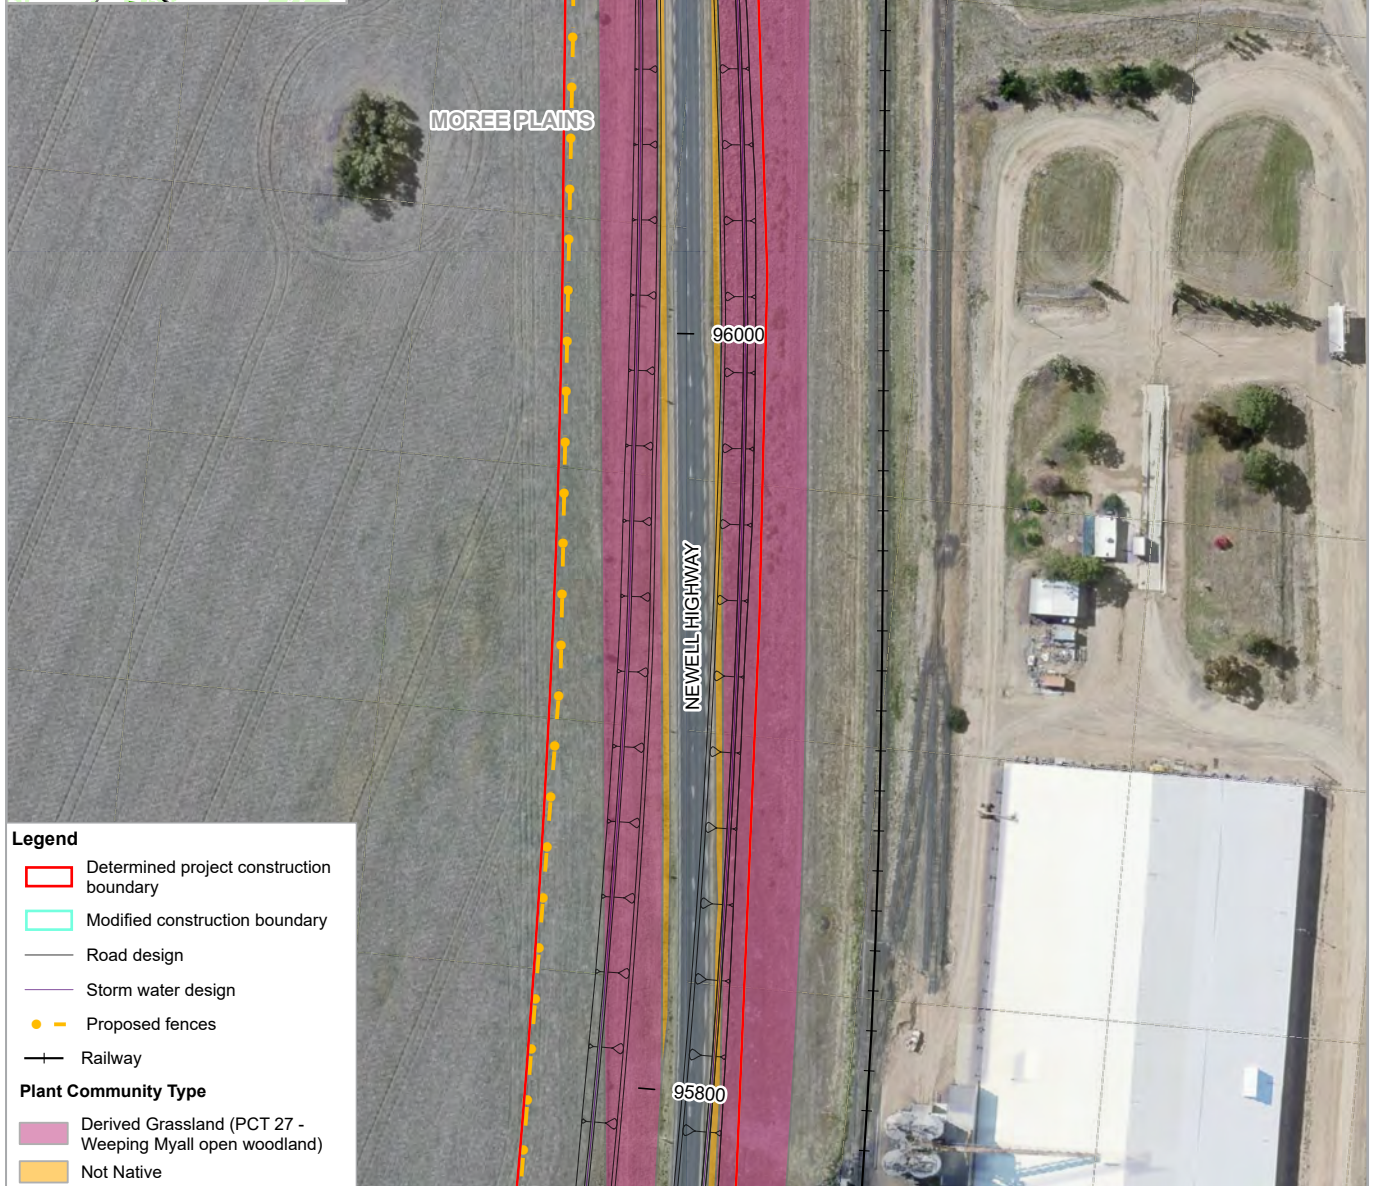 MOREE PLAINS
96000
NEWELL HIGHWAY
95800
Legend
Determined project construction
boundary
Modified construction boundary
Road design
Storm water design
Proposed fences
Railway
Plant Community Type
Derived Grassland (PCT 27 -
Weeping Myall open woodland)
Not Native